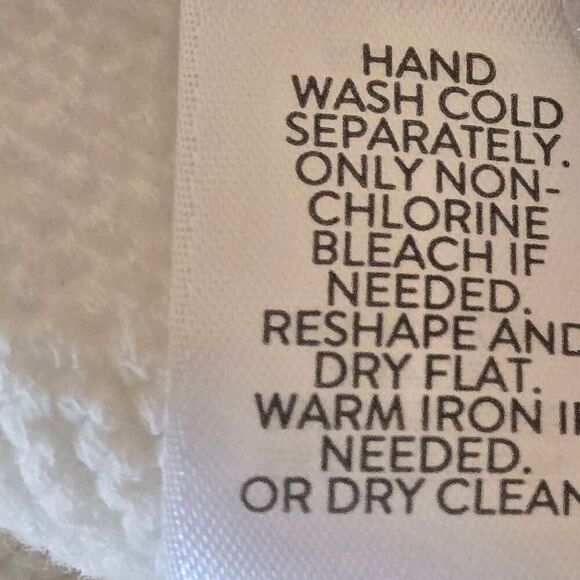 HAND
WASH COLD
SEPARATELY.
ONLY NON-
CHLORINE
BLEACH IF
NEEDED.
RESHAPE AND
DRY FLAT.
WARM IRON IF
NEEDED.
OR DRY CLEAN